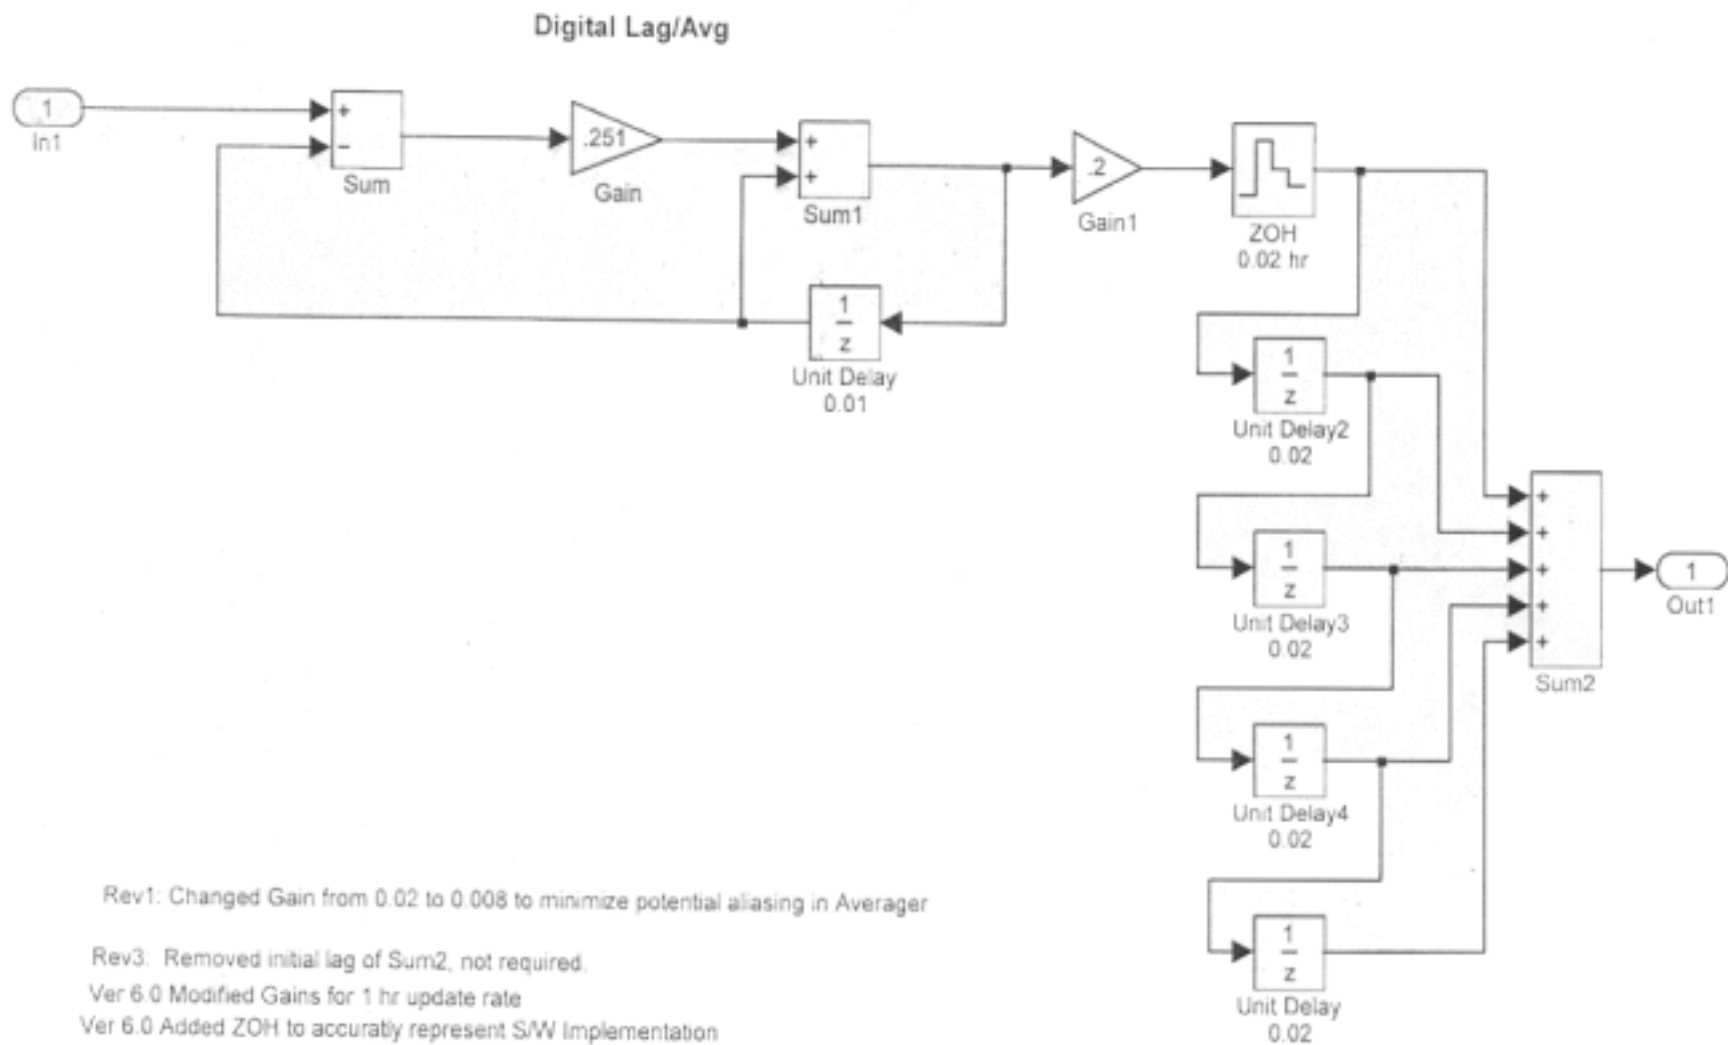 Digital Lag/Avg
1
In1
+
−
Sum
.251
Gain
+
+
Sum1
1
z
Unit Delay
0.01
.2
Gain1
ZOH
0.02 hr
1
z
Unit Delay2
0.02
1
z
Unit Delay3
0.02
1
z
Unit Delay4
0.02
1
z
Unit Delay
0.02
+
+
+
+
+
Sum2
1
Out1
Rev1: Changed Gain from 0.02 to 0.008 to minimize potential aliasing in Averager
Rev3: Removed initial lag of Sum2, not required.
Ver 6.0 Modified Gains for 1 hr update rate
Ver 6.0 Added ZOH to accuratly represent S/W Implementation